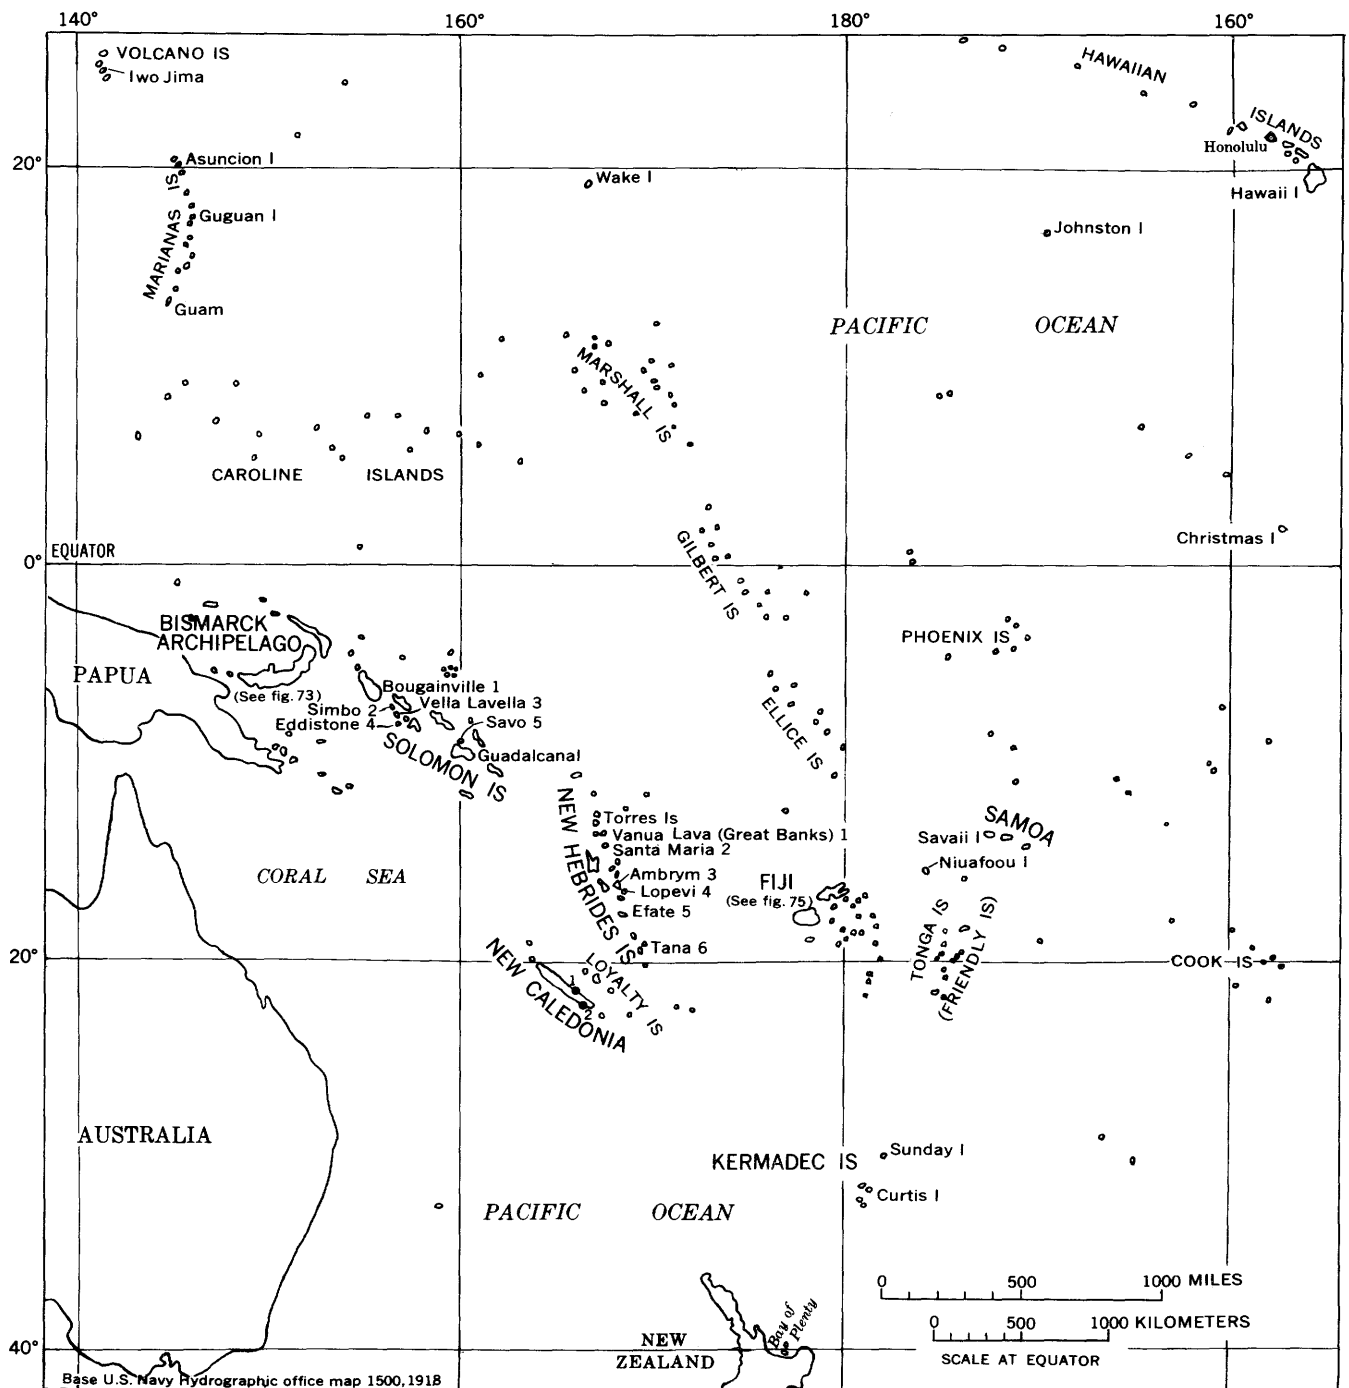 140°
160°
180°
160°
VOLCANO IS
Iwo Jima
HAWAIIAN
ISLANDS
Honolulu
Hawaii I
20°
Asuncion I
MARIANAS IS
Guguan I
Guam
Wake I
Johnston I
PACIFIC OCEAN
MARSHALL IS
CAROLINE ISLANDS
Christmas I
0°
EQUATOR
GILBERT IS
BISMARCK
ARCHIPELAGO
PHOENIX IS
PAPUA
(See fig. 73)
Bougainville 1
Simbo 2
Vella Lavella 3
Eddistone 4
Savo 5
Guadalcanal
SOLOMON IS
ELLICE IS
NEW HEBRIDES IS
Torres Is
Vanua Lava (Great Banks) 1
Santa Maria 2
Ambrym 3
Lopevi 4
Efate 5
Tana 6
SAMOA
Savaii I
Niuafoou I
CORAL SEA
FIJI
(See fig. 75)
TONGA IS
(FRIENDLY IS)
20°
COOK IS
NEW CALEDONIA
1
2
LOYALTY IS
AUSTRALIA
KERMADEC IS
Sunday I
Curtis I
PACIFIC OCEAN
0 500 1000 MILES
0 500 1000 KILOMETERS
SCALE AT EQUATOR
Bay of
Plenty
NEW
ZEALAND
40°
Base U.S. Navy Hydrographic office map 1500, 1918